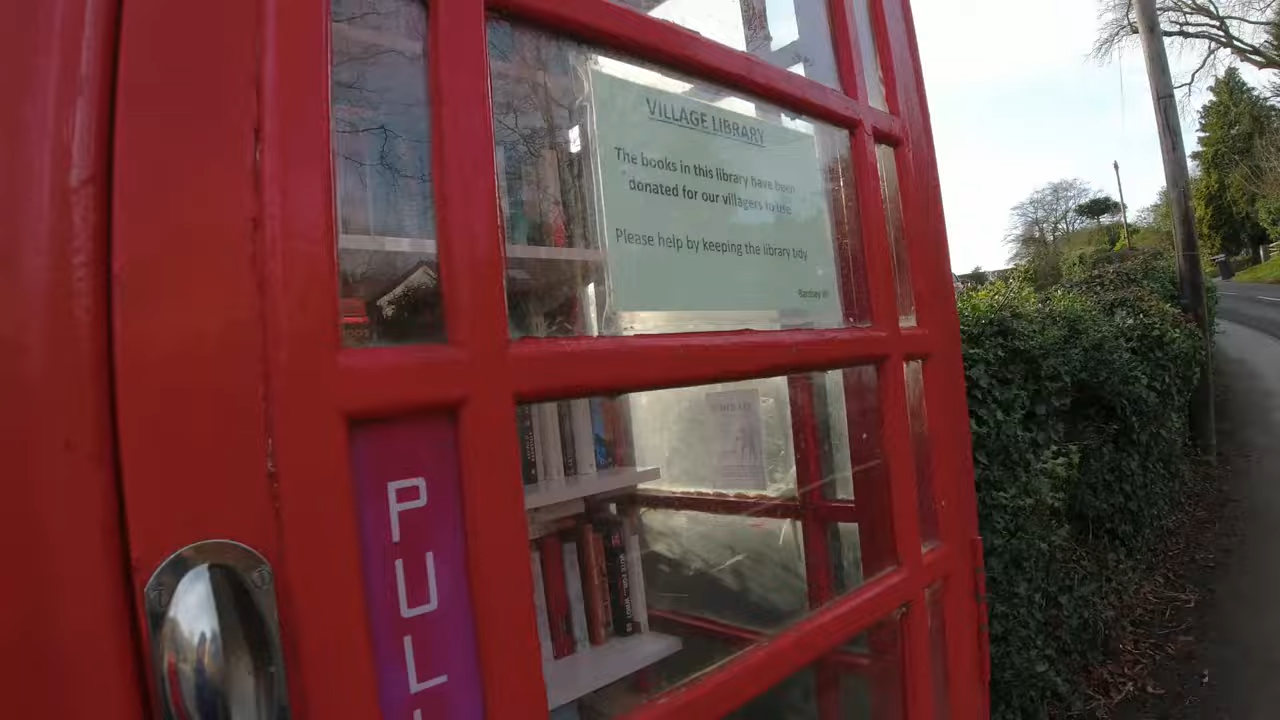 VILLAGE LIBRARY
The books in this library have been
donated for our villagers to use
Please help by keeping the library tidy
PULL